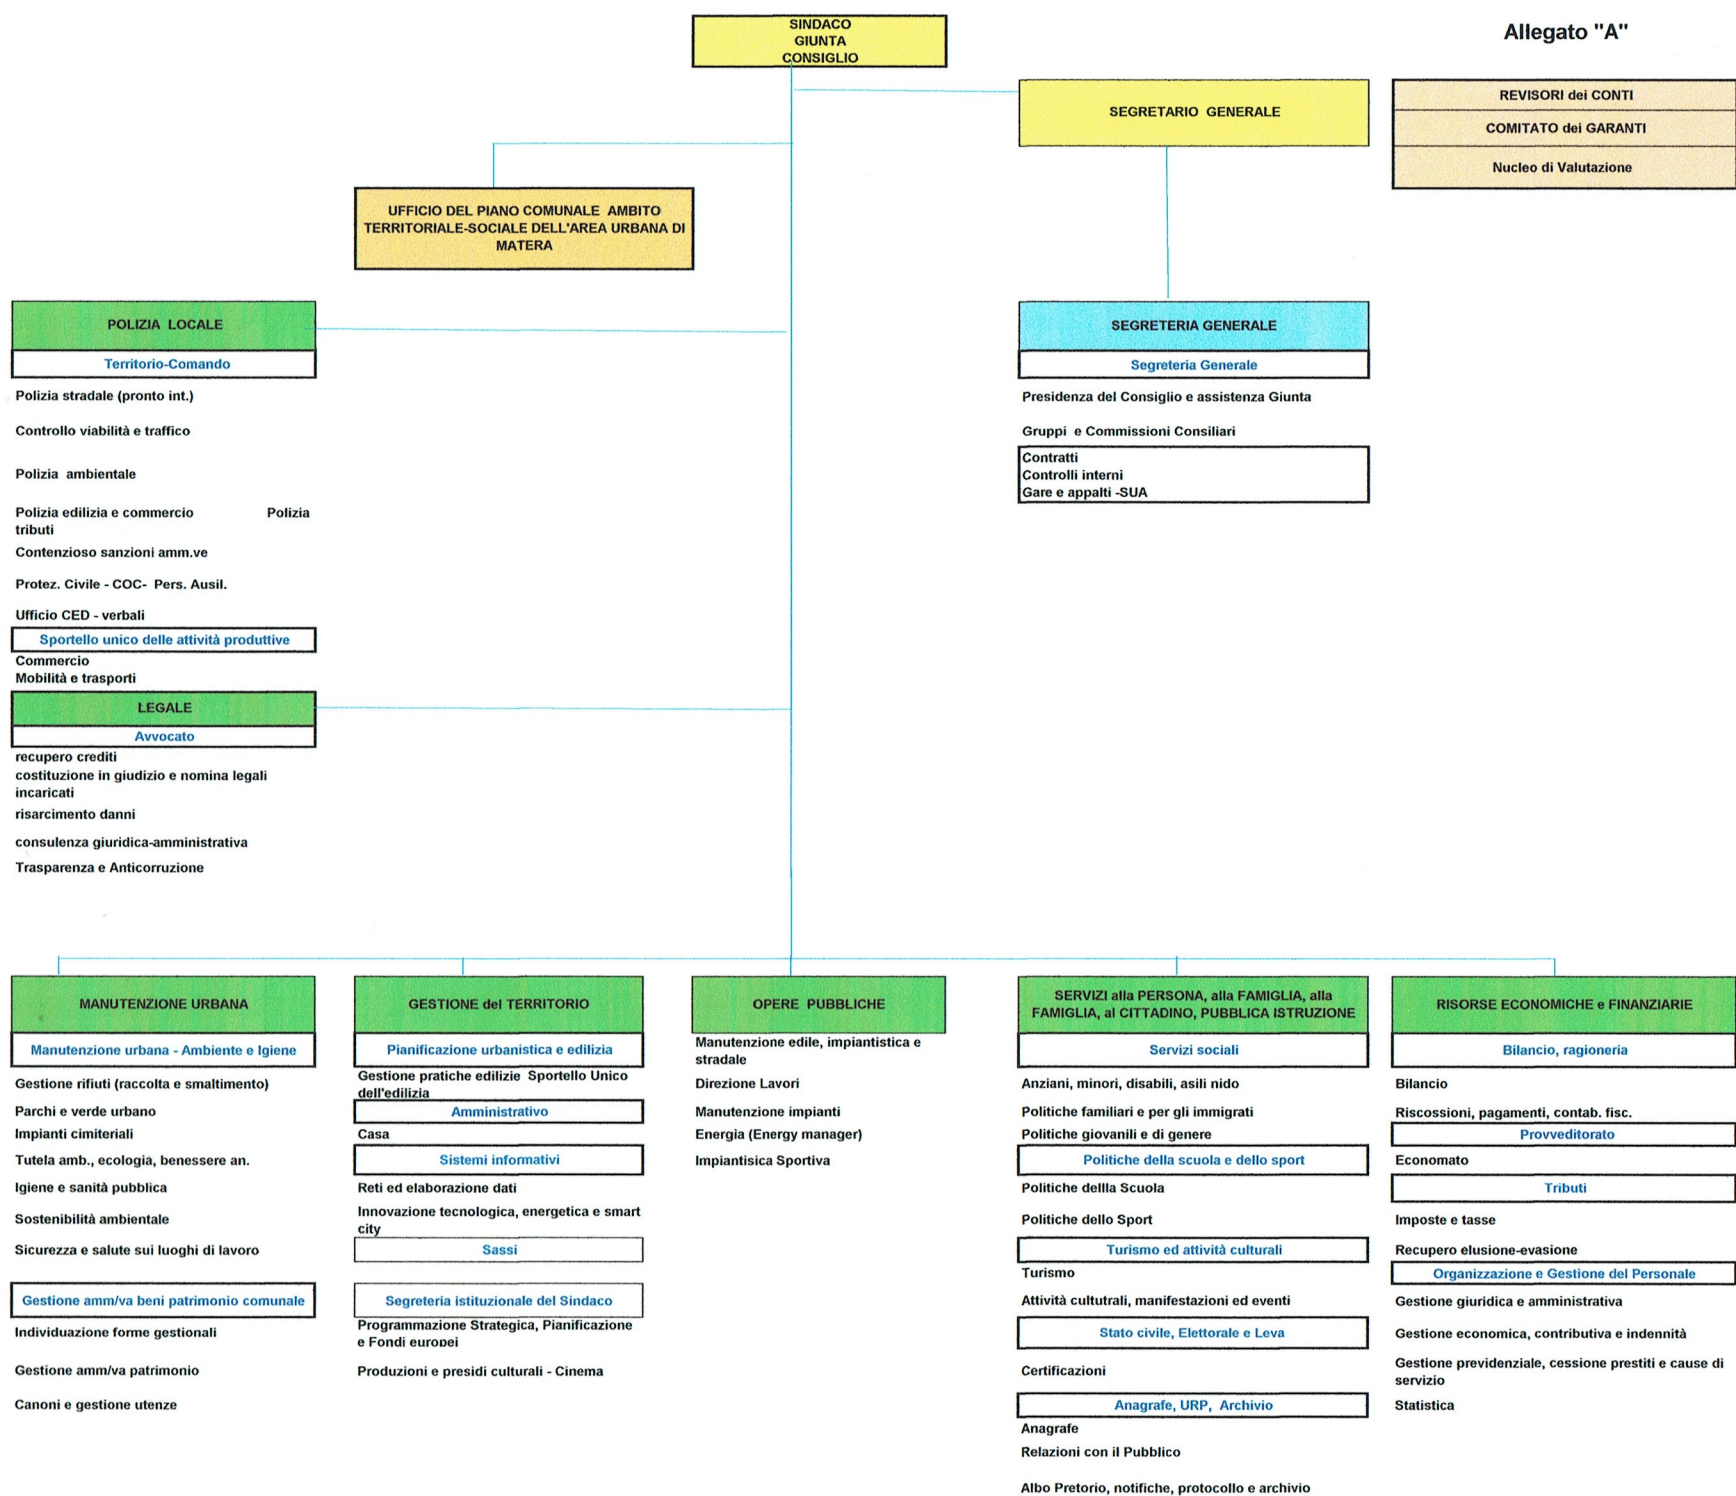 SINDACO
GIUNTA
CONSIGLIO
Allegato "A"
SEGRETARIO GENERALE
REVISORI dei CONTI
COMITATO dei GARANTI
Nucleo di Valutazione
UFFICIO DEL PIANO COMUNALE AMBITO
TERRITORIALE-SOCIALE DELL'AREA URBANA DI
MATERA
POLIZIA LOCALE
Territorio-Comando
Polizia stradale (pronto int.)
Controllo viabilità e traffico
Polizia ambientale
Polizia edilizia e commercio Polizia
tributi
Contenzioso sanzioni amm.ve
Protez. Civile - COC- Pers. Ausil.
Ufficio CED - verbali
Sportello unico delle attività produttive
Commercio
Mobilità e trasporti
LEGALE
Avvocato
recupero crediti
costituzione in giudizio e nomina legali
incaricati
risarcimento danni
consulenza giuridica-amministrativa
Trasparenza e Anticorruzione
SEGRETERIA GENERALE
Segreteria Generale
Presidenza del Consiglio e assistenza Giunta
Gruppi e Commissioni Consiliari
Contratti
Controlli interni
Gare e appalti -SUA
MANUTENZIONE URBANA
Manutenzione urbana - Ambiente e Igiene
Gestione rifiuti (raccolta e smaltimento)
Parchi e verde urbano
Impianti cimiteriali
Tutela amb., ecologia, benessere an.
Igiene e sanità pubblica
Sostenibilità ambientale
Sicurezza e salute sui luoghi di lavoro
Gestione amm/va beni patrimonio comunale
Individuazione forme gestionali
Gestione amm/va patrimonio
Canoni e gestione utenze
GESTIONE del TERRITORIO
Pianificazione urbanistica e edilizia
Gestione pratiche edilizie Sportello Unico
dell'edilizia
Amministrativo
Casa
Sistemi informativi
Reti ed elaborazione dati
Innovazione tecnologica, energetica e smart
city
Sassi
Segreteria istituzionale del Sindaco
Programmazione Strategica, Pianificazione
e Fondi europei
Produzioni e presidi culturali - Cinema
OPERE PUBBLICHE
Manutenzione edile, impiantistica e
stradale
Direzione Lavori
Manutenzione impianti
Energia (Energy manager)
Impiantisica Sportiva
SERVIZI alla PERSONA, alla FAMIGLIA, alla
FAMIGLIA, al CITTADINO, PUBBLICA ISTRUZIONE
Servizi sociali
Anziani, minori, disabili, asili nido
Politiche familiari e per gli immigrati
Politiche giovanili e di genere
Politiche della scuola e dello sport
Politiche dellla Scuola
Politiche dello Sport
Turismo ed attività culturali
Turismo
Attività cultutrali, manifestazioni ed eventi
Stato civile, Elettorale e Leva
Certificazioni
Anagrafe, URP, Archivio
Anagrafe
Relazioni con il Pubblico
Albo Pretorio, notifiche, protocollo e archivio
RISORSE ECONOMICHE e FINANZIARIE
Bilancio, ragioneria
Bilancio
Riscossioni, pagamenti, contab. fisc.
Provveditorato
Economato
Tributi
Imposte e tasse
Recupero elusione-evasione
Organizzazione e Gestione del Personale
Gestione giuridica e amministrativa
Gestione economica, contributiva e indennità
Gestione previdenziale, cessione prestiti e cause di
servizio
Statistica